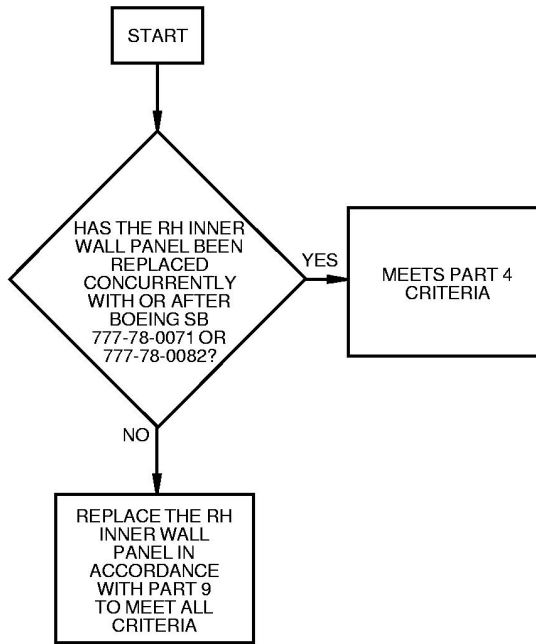 START
HAS THE RH INNER
WALL PANEL BEEN
REPLACED
CONCURRENTLY
WITH OR AFTER
BOEING SB
777-78-0071 OR
777-78-0082?
YES
MEETS PART 4
CRITERIA
NO
REPLACE THE RH
INNER WALL
PANEL IN
ACCORDANCE
WITH PART 9
TO MEET ALL
CRITERIA